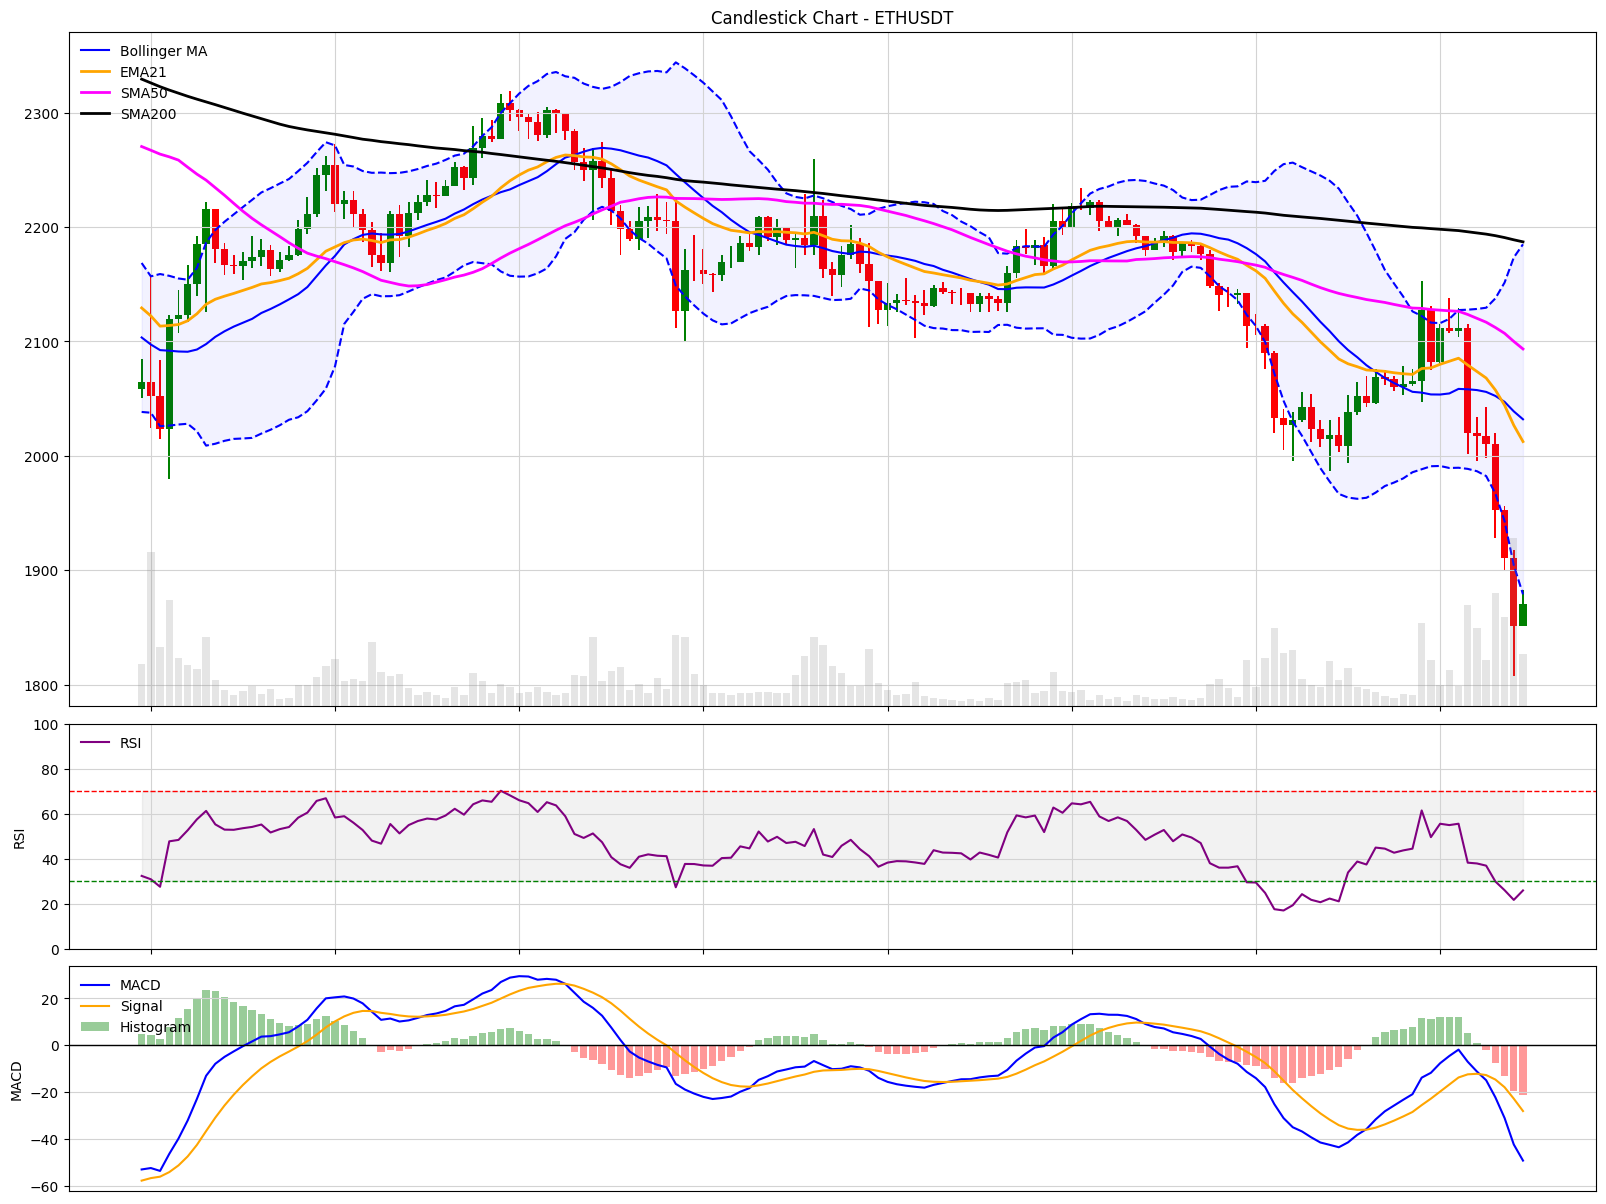 Candlestick Chart - ETHUSDT
Bollinger MA
EMA21
SMA50
SMA200
2300
2200
2100
2000
1900
1800
100
80
60
40
20
0
RSI
RSI
20
0
−20
−40
−60
MACD
MACD
Signal
Histogram